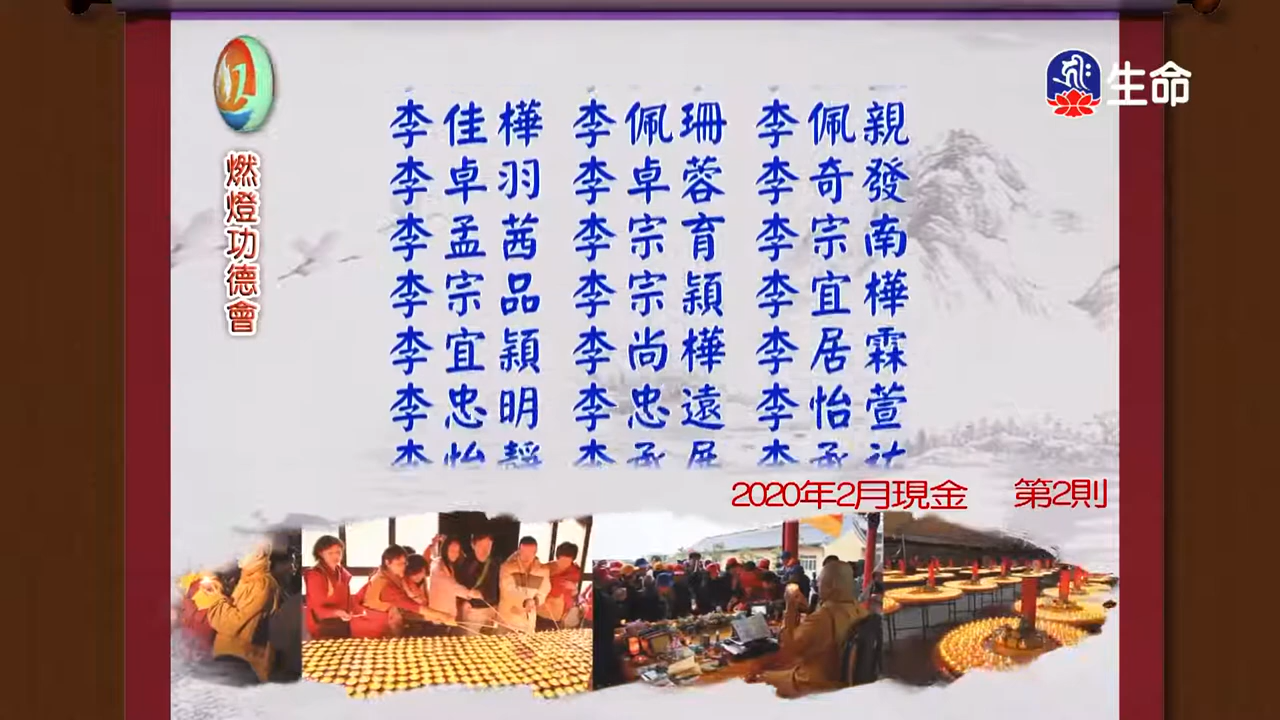 生命
燃燈功德會
李佳樺 李佩珊 李佩親
李卓羽 李卓蓉 李奇發
李孟茜 李宗育 李宗南
李宗品 李宗穎 李宜樺
李宜穎 李尚樺 李居霖
李忠明 李忠遠 李怡萱
2020年2月現金 第2則